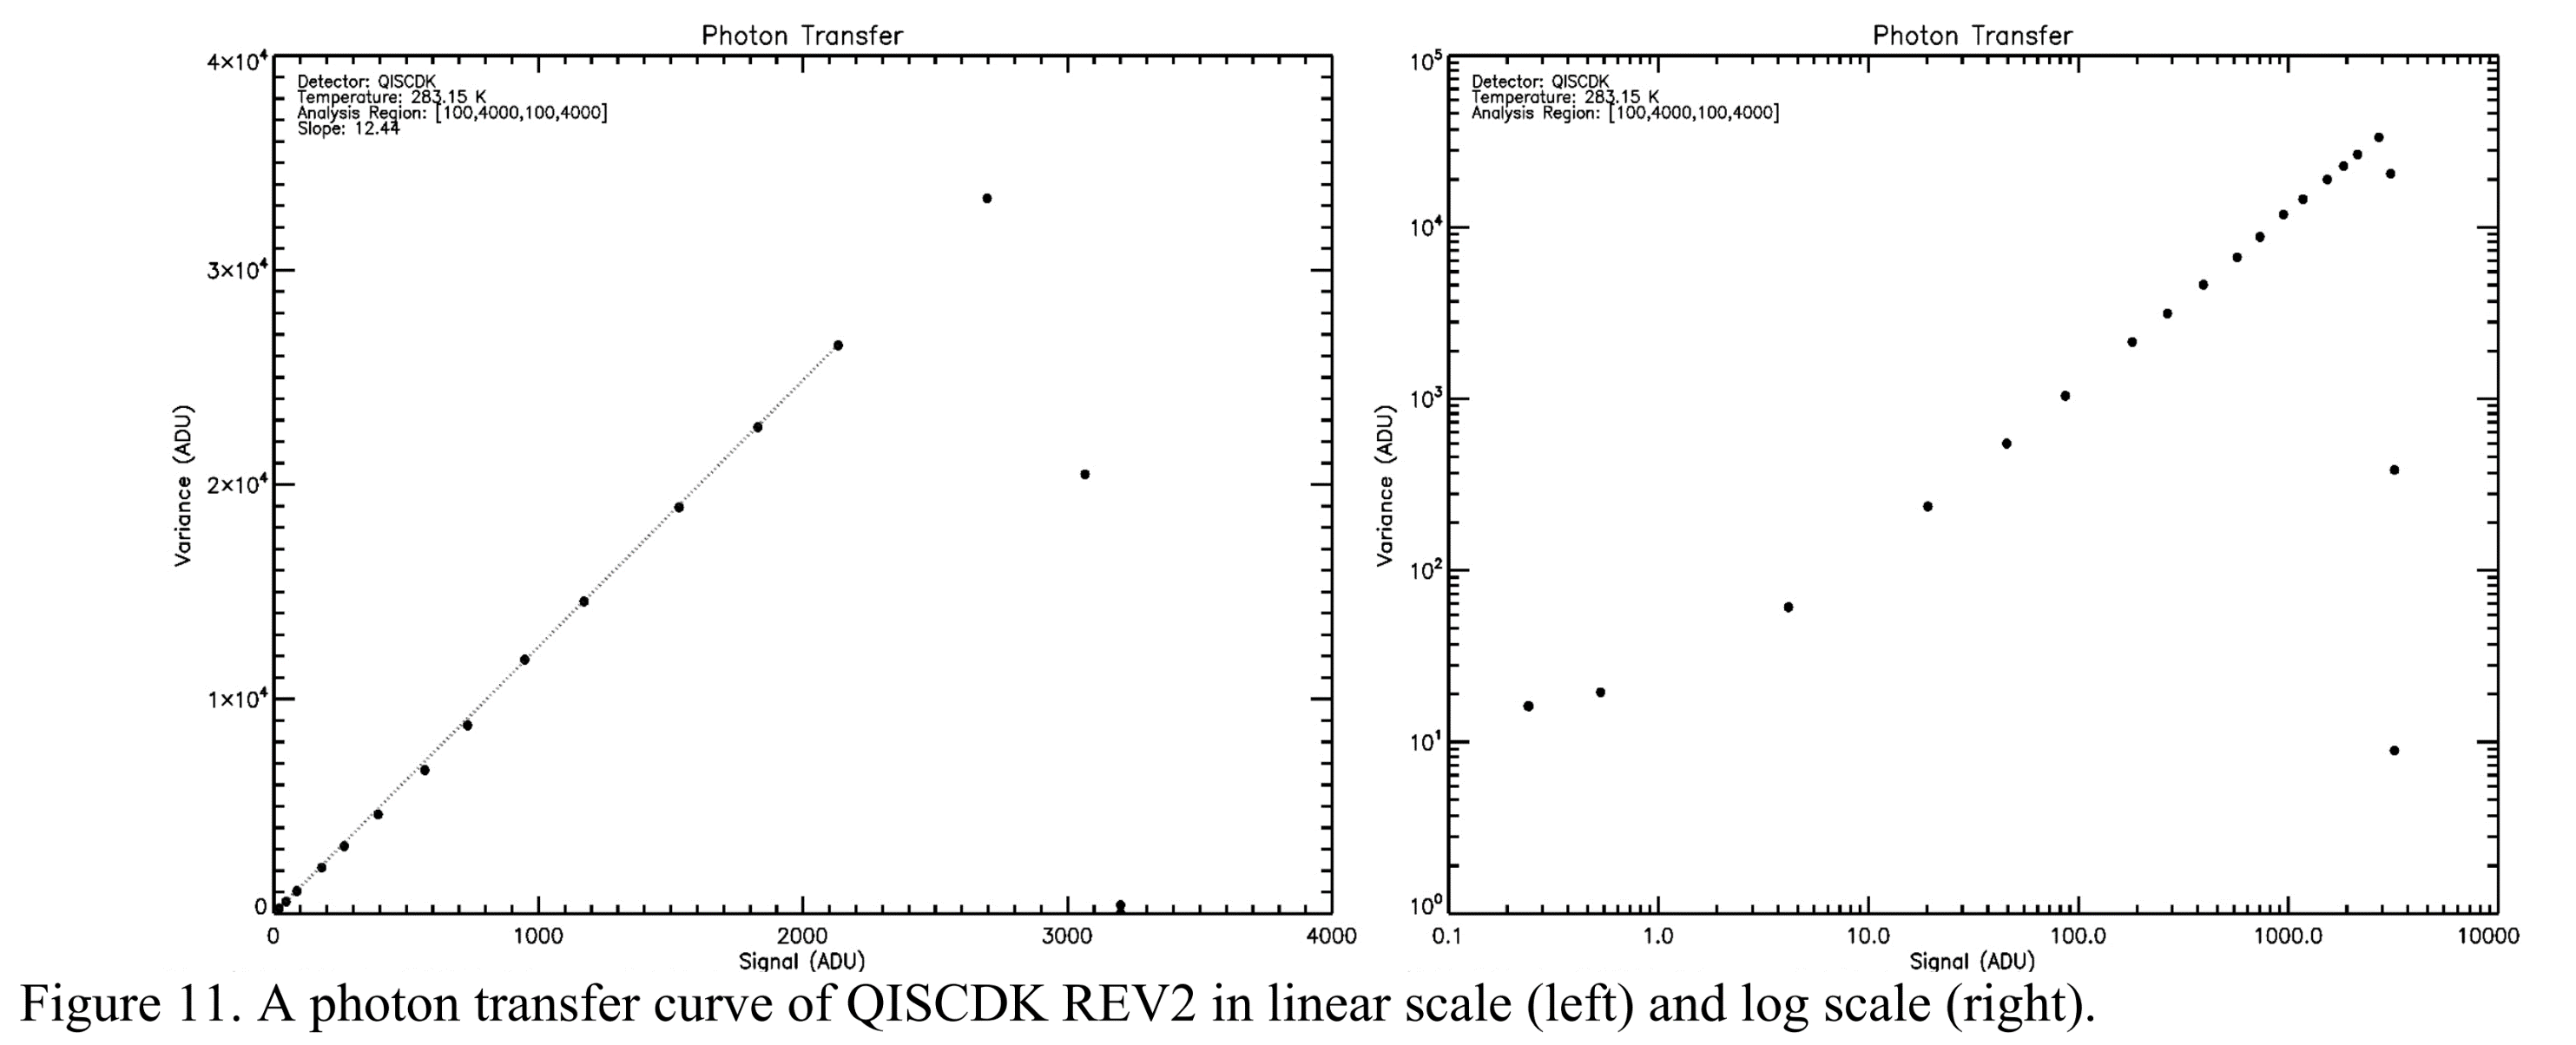 Photon Transfer
4×10⁴
Detector: QISCDK
Temperature: 283.15 K
Analysis Region: [100,4000,100,4000]
Slope: 12.44
3×10⁴
2×10⁴
1×10⁴
0
Variance (ADU)
0 1000 2000 3000 4000
Signal (ADU)
Photon Transfer
10⁵
Detector: QISCDK
Temperature: 283.15 K
Analysis Region: [100,4000,100,4000]
10⁴
10³
10²
10¹
10⁰
Variance (ADU)
0.1 1.0 10.0 100.0 1000.0 10000
Signal (ADU)
Figure 11. A photon transfer curve of QISCDK REV2 in linear scale (left) and log scale (right).